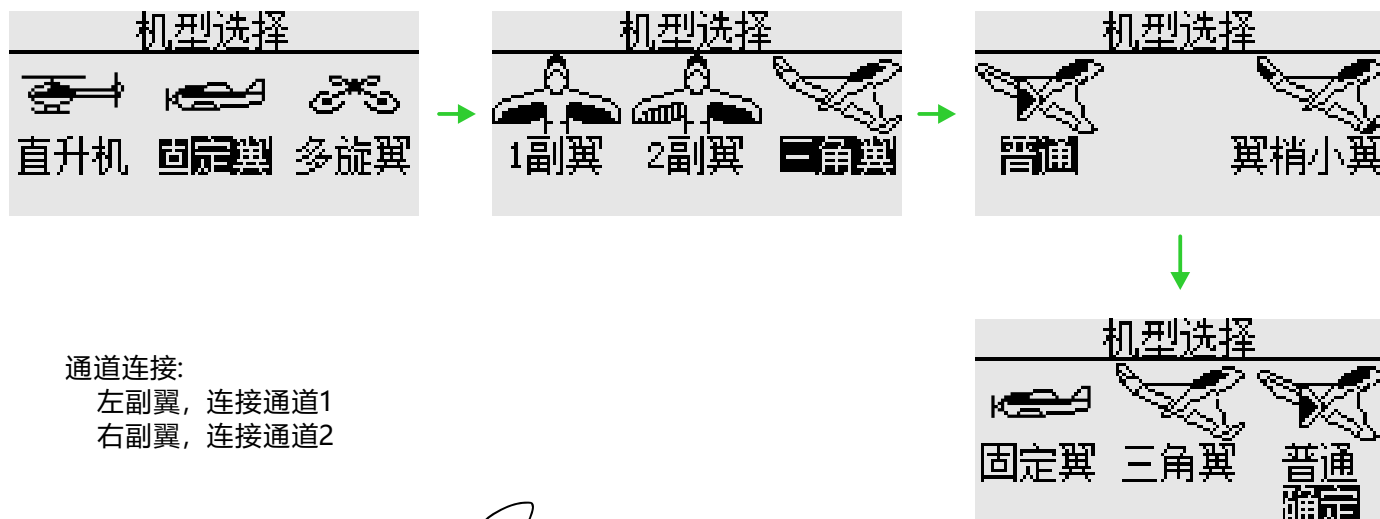 机型选择
直升机 固定翼 多旋翼
机型选择
1副翼 2副翼 三角翼
机型选择
普通 翼梢小翼
机型选择
固定翼 三角翼 普通
确定
通道连接:
左副翼，连接通道1
右副翼，连接通道2